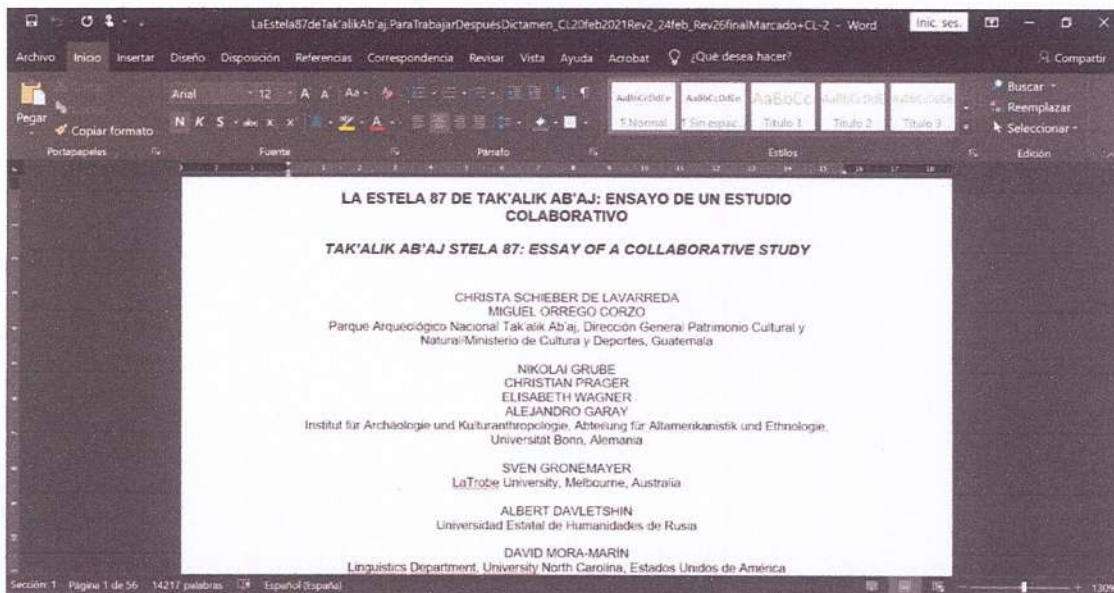 LaEstela87deTak'alikAb'aj.ParaTrabajarDespuésDictamen_CL20feb2021Rev2_24feb_Rev26finalMarcado+CL-2 - Word
Inic. ses.
Archivo Inicio Insertar Diseño Disposición Referencias Correspondencia Revisar Vista Ayuda Acrobat ¿Qué desea hacer? Compartir
Pegar
Copiar formato
Arial 12
N K S
¶ Normal ¶ Sin espac... Título 1 Título 2 Título 3
Buscar
Reemplazar
Seleccionar
Portapapeles Fuente Párrafo Estilos Edición
LA ESTELA 87 DE TAK'ALIK AB'AJ: ENSAYO DE UN ESTUDIO
COLABORATIVO
TAK'ALIK AB'AJ STELA 87: ESSAY OF A COLLABORATIVE STUDY
CHRISTA SCHIEBER DE LAVARREDA
MIGUEL ORREGO CORZO
Parque Arqueológico Nacional Tak'alik Ab'aj, Dirección General Patrimonio Cultural y
Natural/Ministerio de Cultura y Deportes, Guatemala
NIKOLAI GRUBE
CHRISTIAN PRAGER
ELISABETH WAGNER
ALEJANDRO GARAY
Institut für Archäologie und Kulturanthropologie, Abteilung für Altamerikanistik und Ethnologie,
Universität Bonn, Alemania
SVEN GRONEMAYER
LaTrobe University, Melbourne, Australia
ALBERT DAVLETSHIN
Universidad Estatal de Humanidades de Rusia
DAVID MORA-MARÍN
Linguistics Department, University North Carolina, Estados Unidos de América
Sección: 1 Página 1 de 56 14217 palabras Español (España) 130%